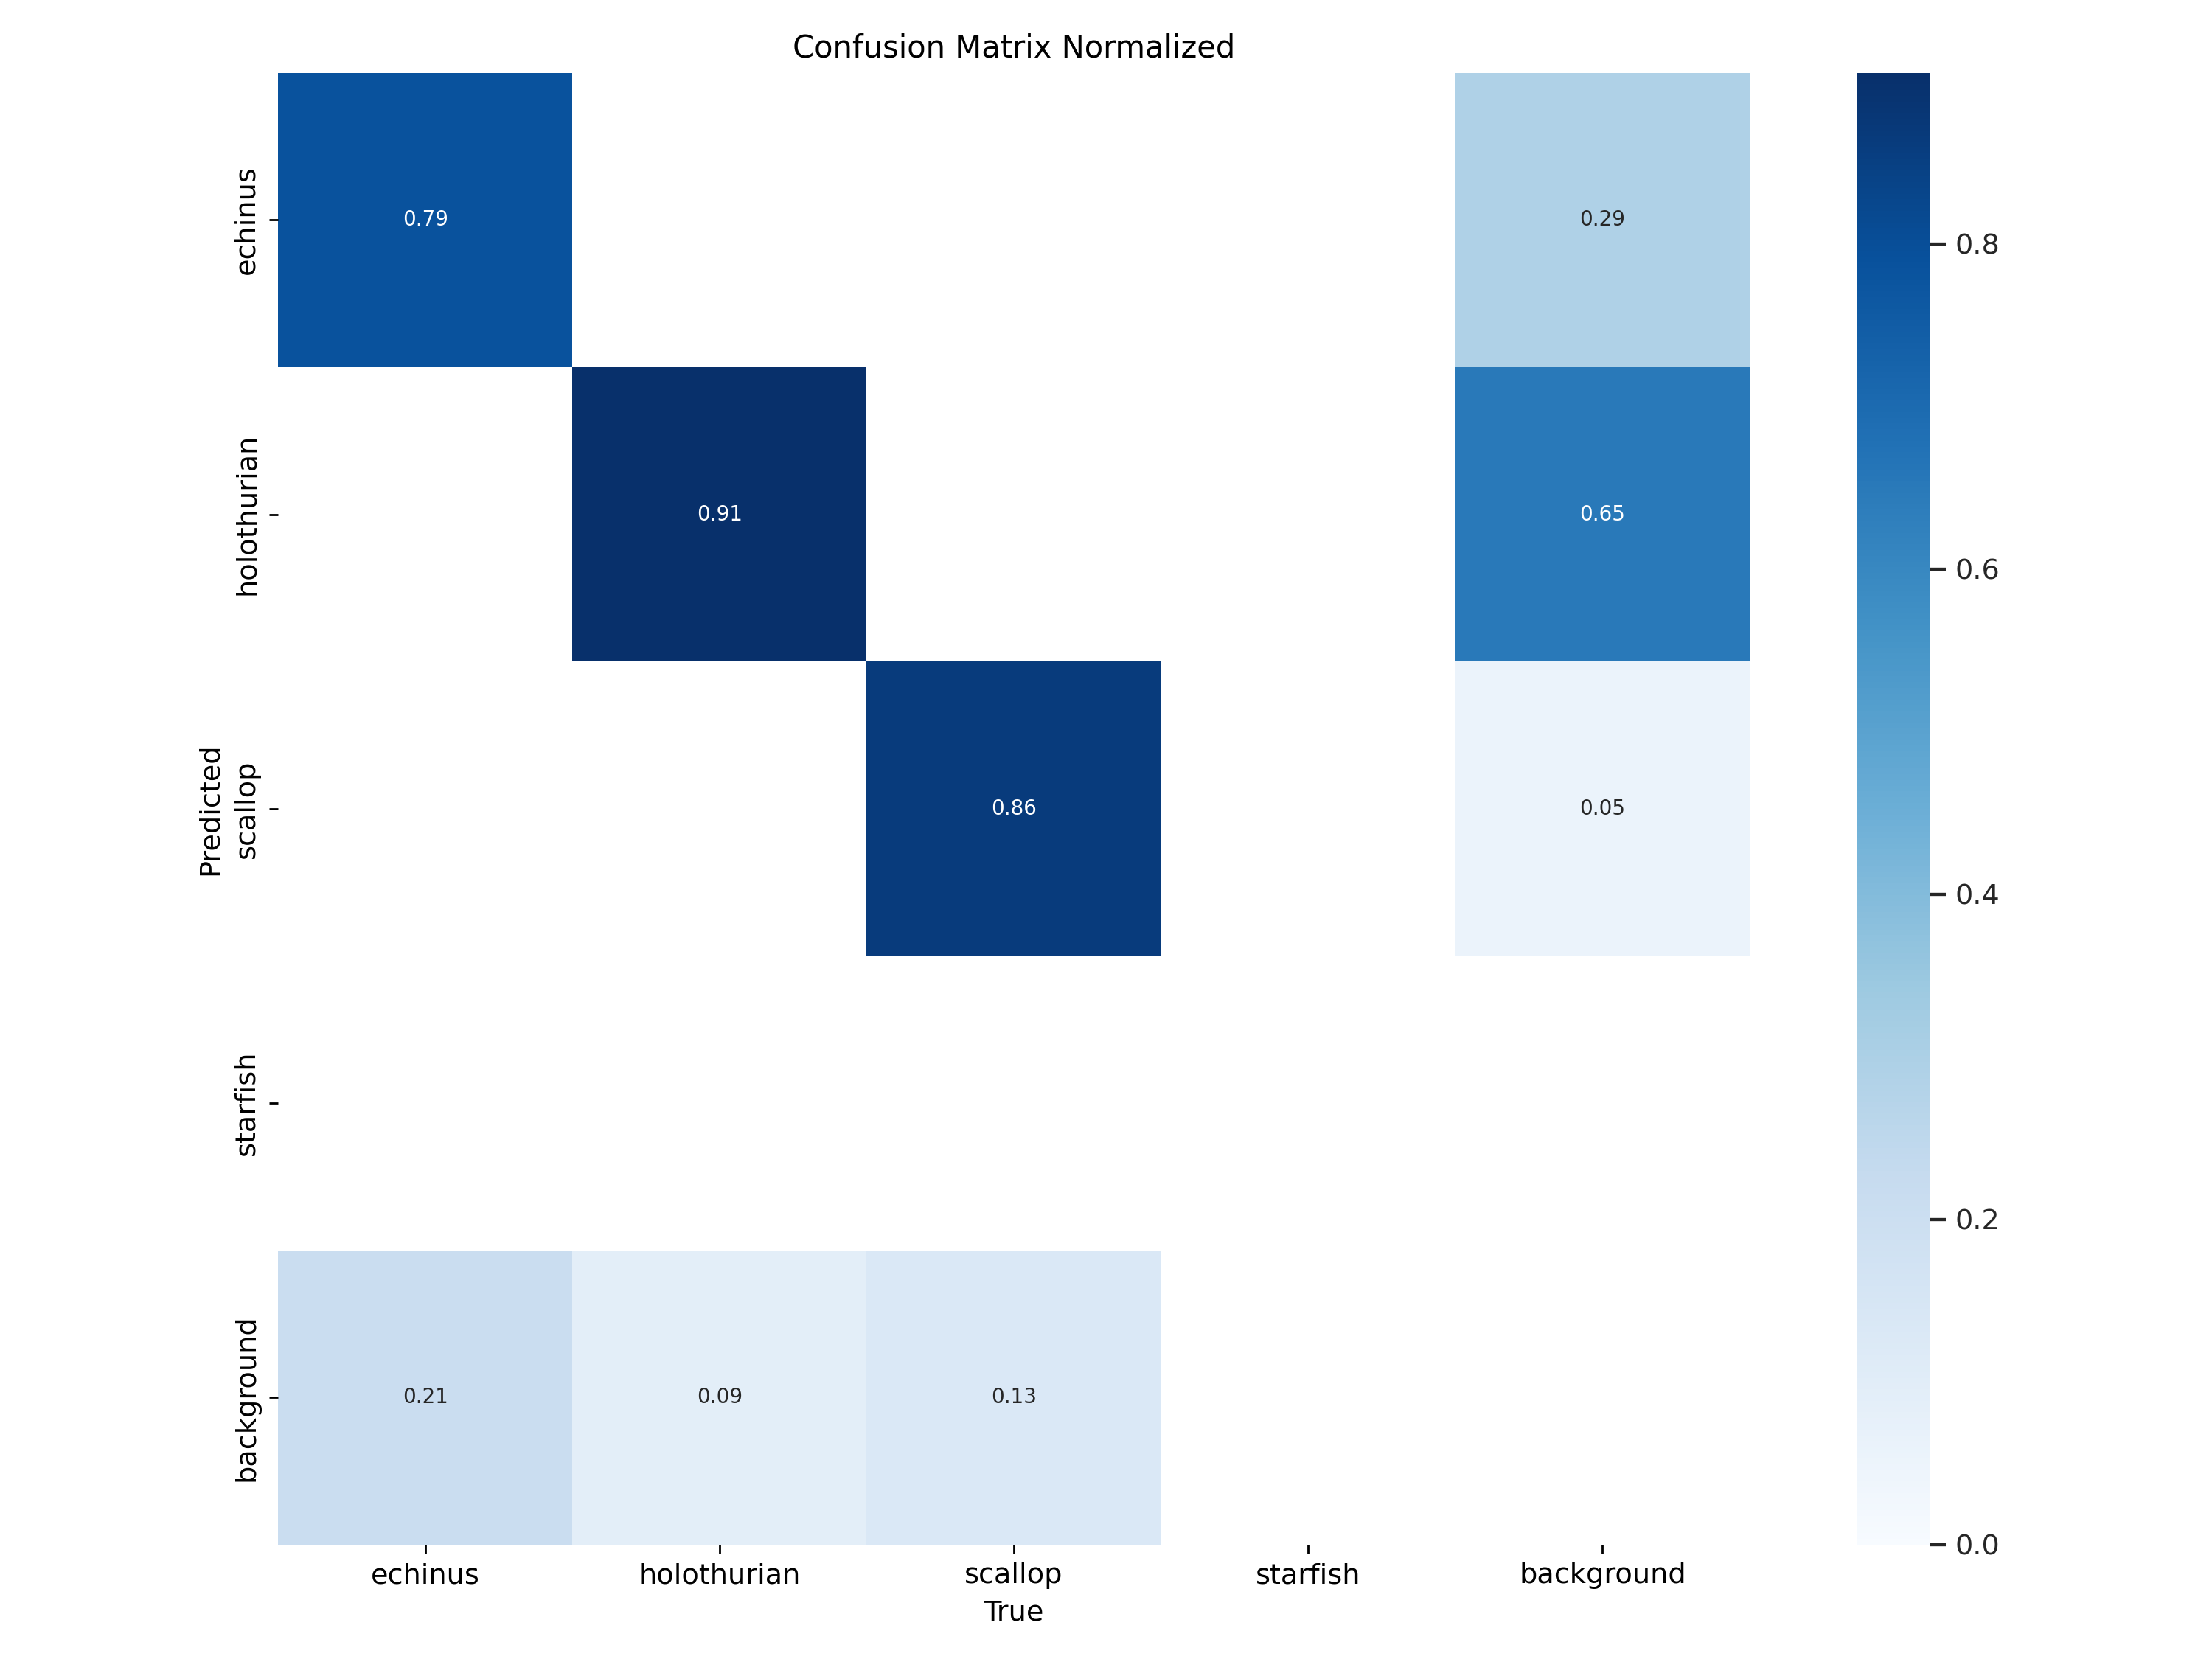 Confusion Matrix Normalized
echinus
0.79
0.29
0.8
holothurian
0.91
0.65
0.6
Predicted
scallop
0.86
0.05
0.4
starfish
0.2
background
0.21
0.09
0.13
0.0
echinus holothurian scallop starfish background
True